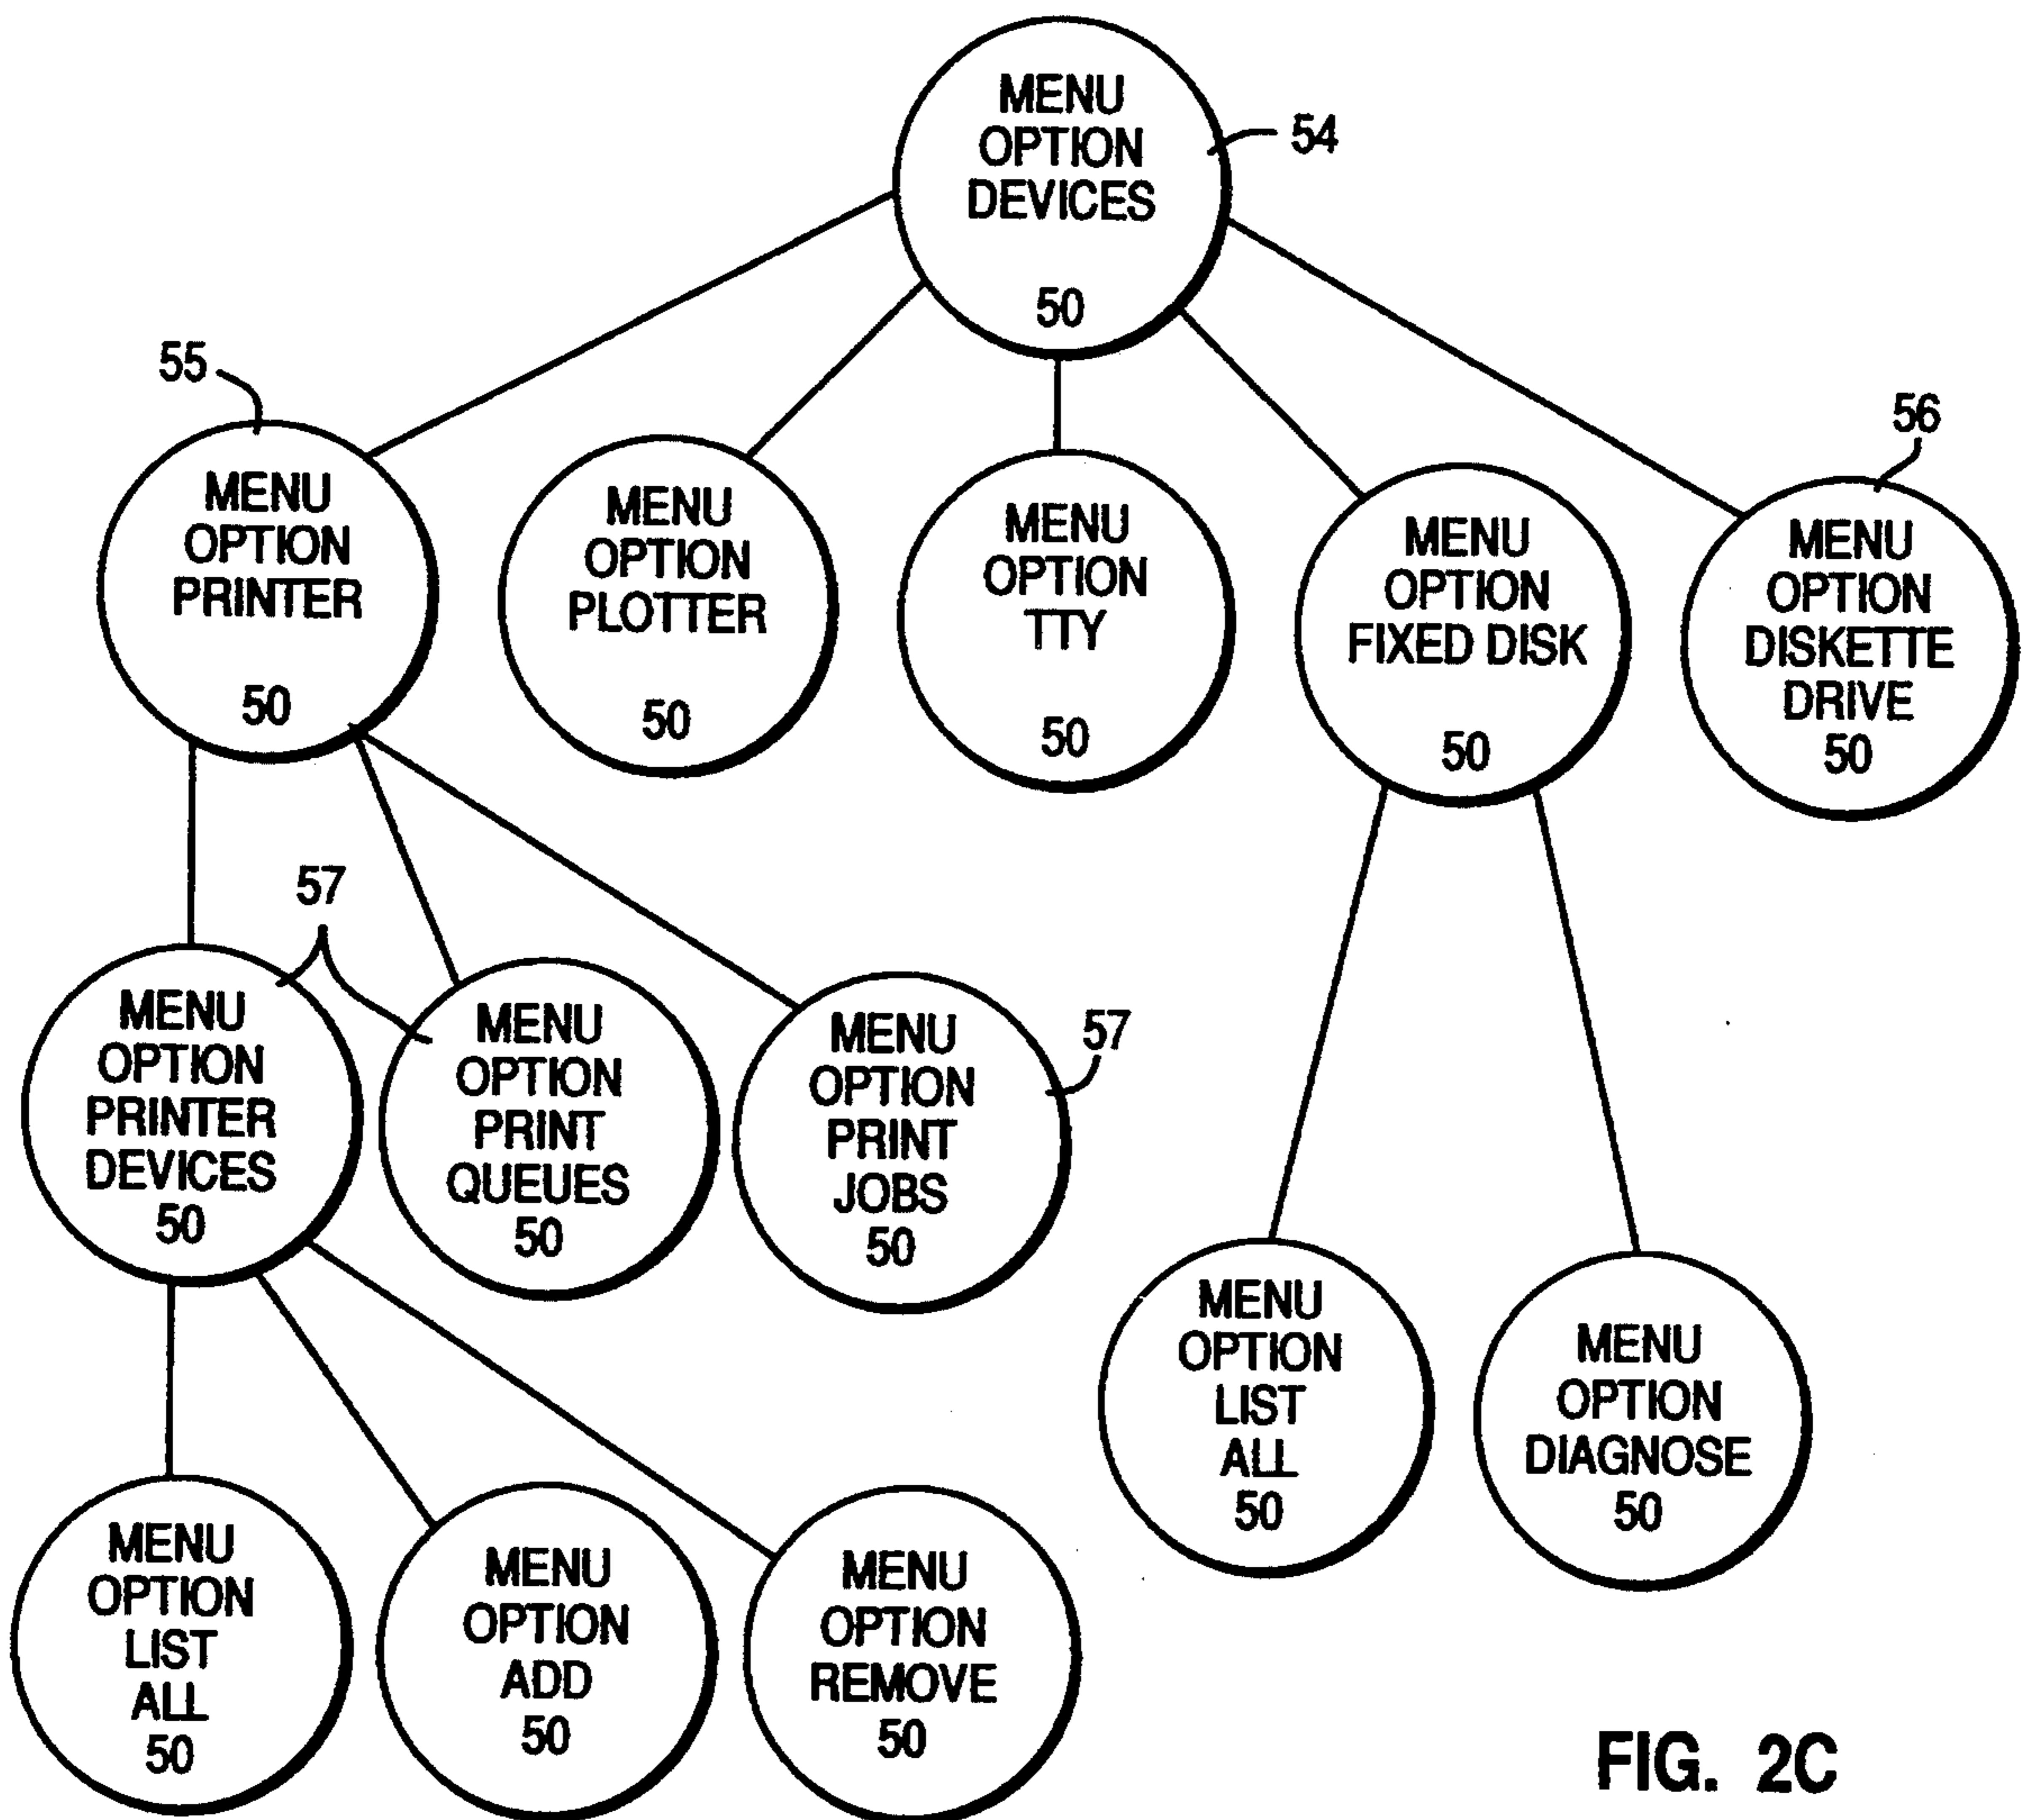 MENU
OPTION
DEVICES
50
54
55
MENU
OPTION
PRINTER
50
MENU
OPTION
PLOTTER
50
MENU
OPTION
TTY
50
MENU
OPTION
FIXED DISK
50
56
MENU
OPTION
DISKETTE
DRIVE
50
57
MENU
OPTION
PRINTER
DEVICES
50
MENU
OPTION
PRINT
QUEUES
50
MENU
OPTION
PRINT
JOBS
50
57
MENU
OPTION
LIST
ALL
50
MENU
OPTION
DIAGNOSE
50
MENU
OPTION
LIST
ALL
50
MENU
OPTION
ADD
50
MENU
OPTION
REMOVE
50
FIG. 2C